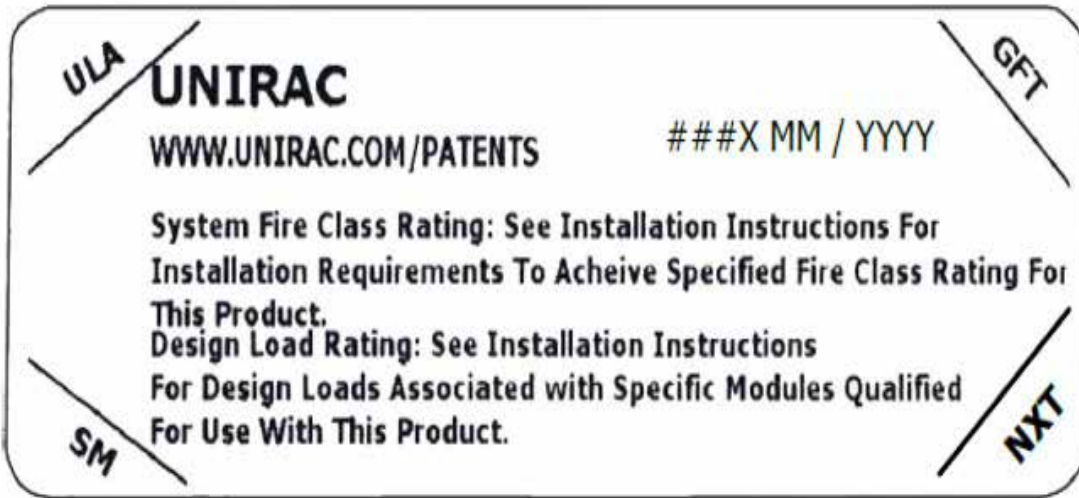 ULA
GFT
UNIRAC
WWW.UNIRAC.COM/PATENTS
###X MM / YYYY
System Fire Class Rating: See Installation Instructions For
Installation Requirements To Acheive Specified Fire Class Rating For
This Product.
Design Load Rating: See Installation Instructions
For Design Loads Associated with Specific Modules Qualified
For Use With This Product.
SM
NXT